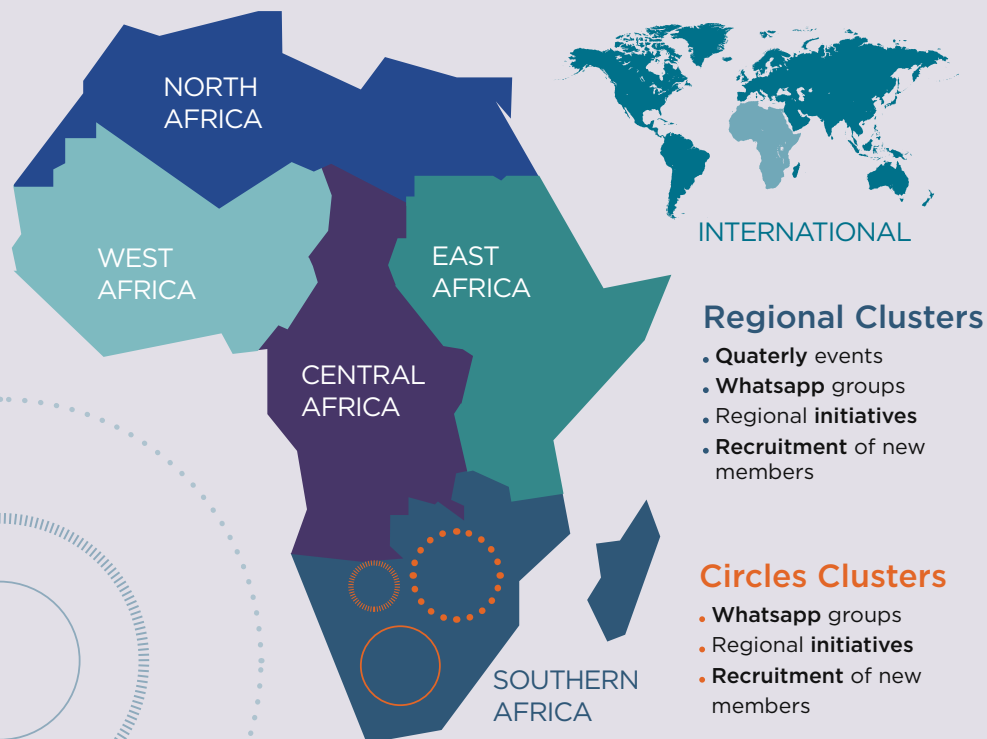 NORTH
AFRICA
WEST
AFRICA
EAST
AFRICA
CENTRAL
AFRICA
SOUTHERN
AFRICA
INTERNATIONAL
Regional Clusters
• Quaterly events
• Whatsapp groups
• Regional initiatives
• Recruitment of new
members
Circles Clusters
• Whatsapp groups
• Regional initiatives
• Recruitment of new
members